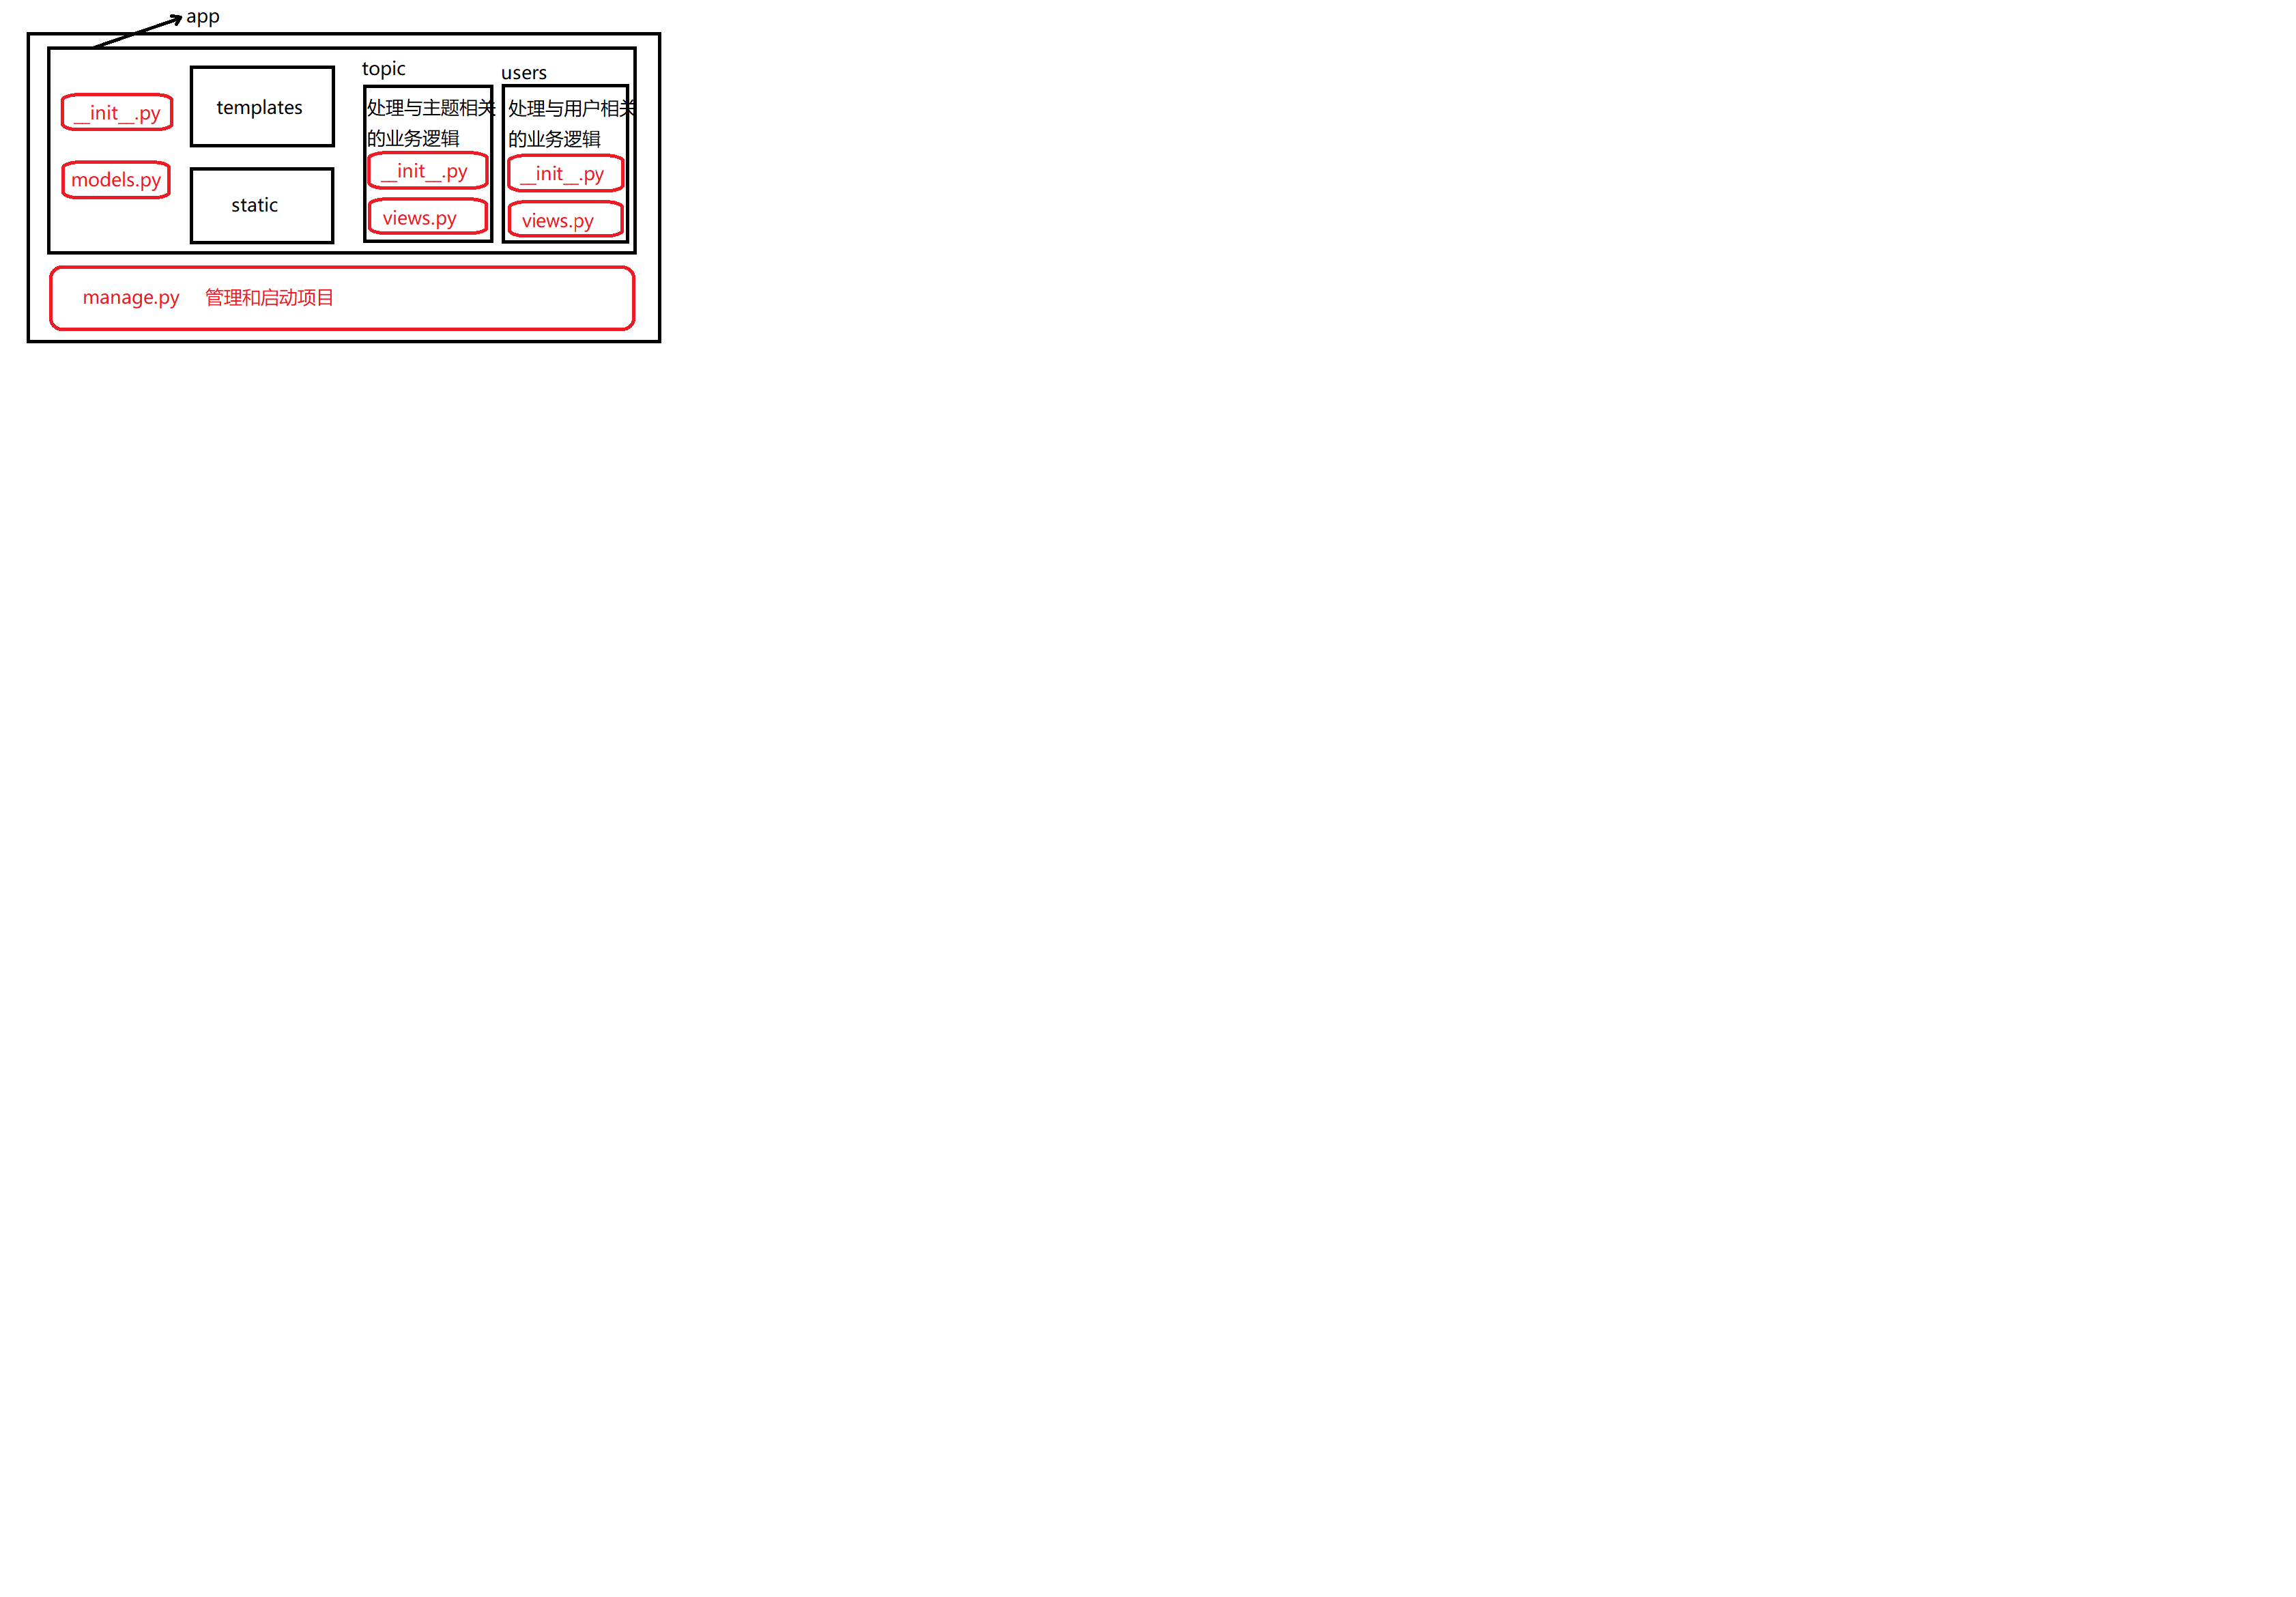 app
__init__.py
models.py
templates
static
topic
处理与主题相关
的业务逻辑
__init__.py
views.py
users
处理与用户相关
的业务逻辑
__init__.py
views.py
manage.py 管理和启动项目